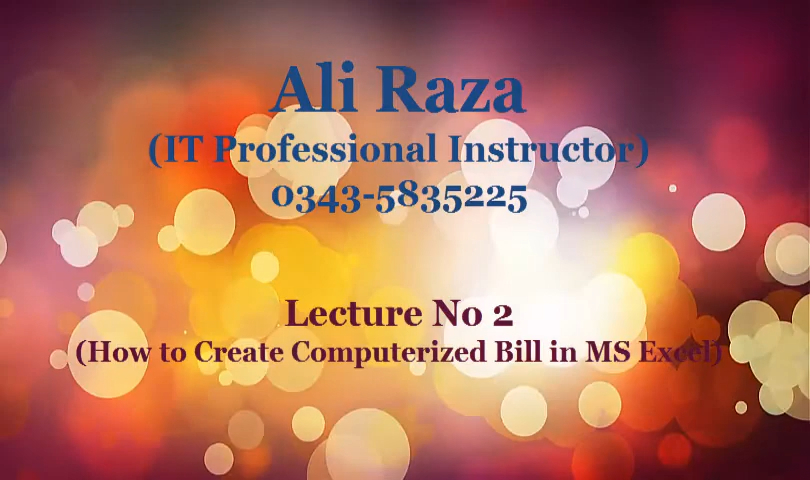 Ali Raza
(IT Professional Instructor)
0343-5835225
Lecture No 2
(How to Create Computerized Bill in MS Excel)